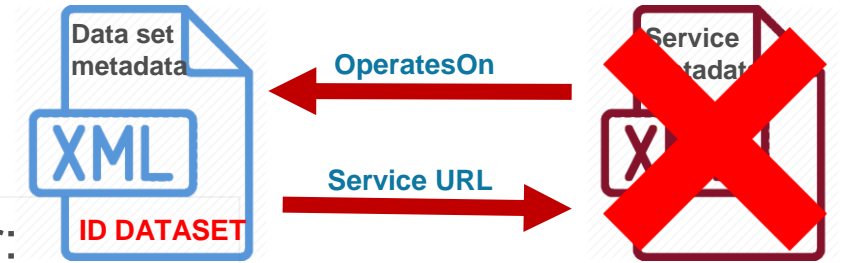 Data set
metadata
XML
ID DATASET
OperatesOn
Service URL
Service